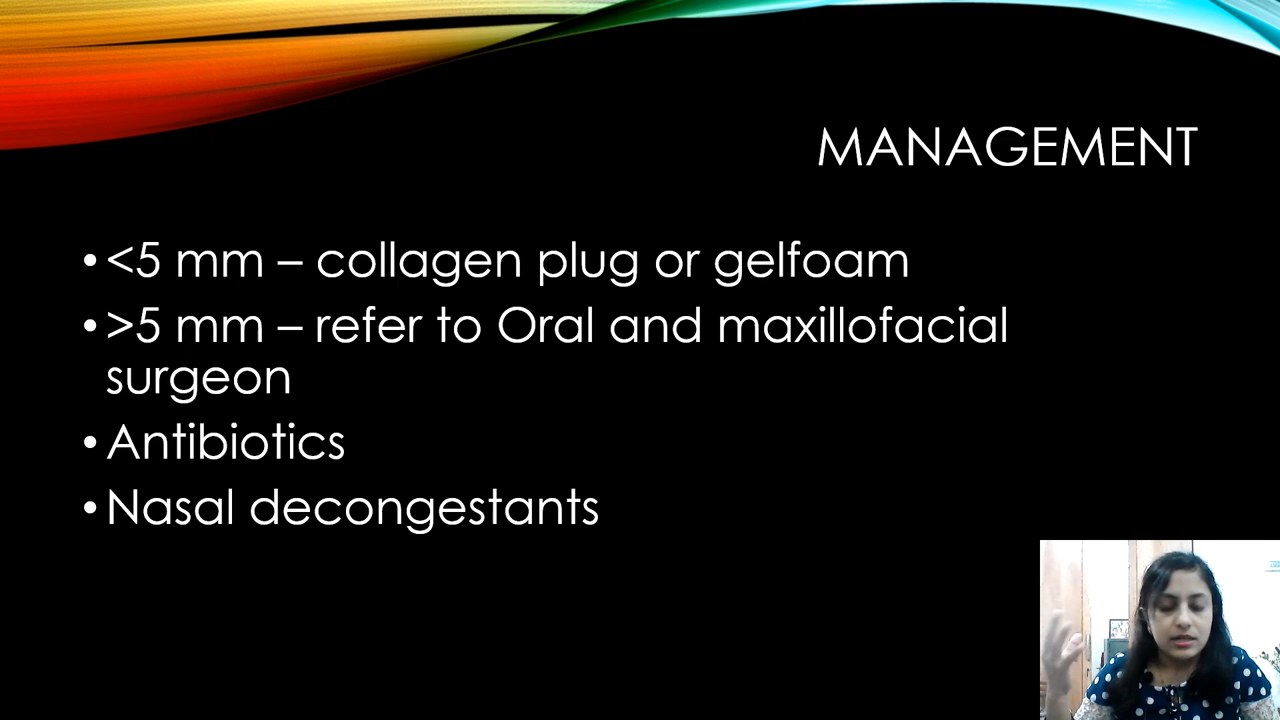 MANAGEMENT
•<5 mm – collagen plug or gelfoam
•>5 mm – refer to Oral and maxillofacial
surgeon
•Antibiotics
•Nasal decongestants